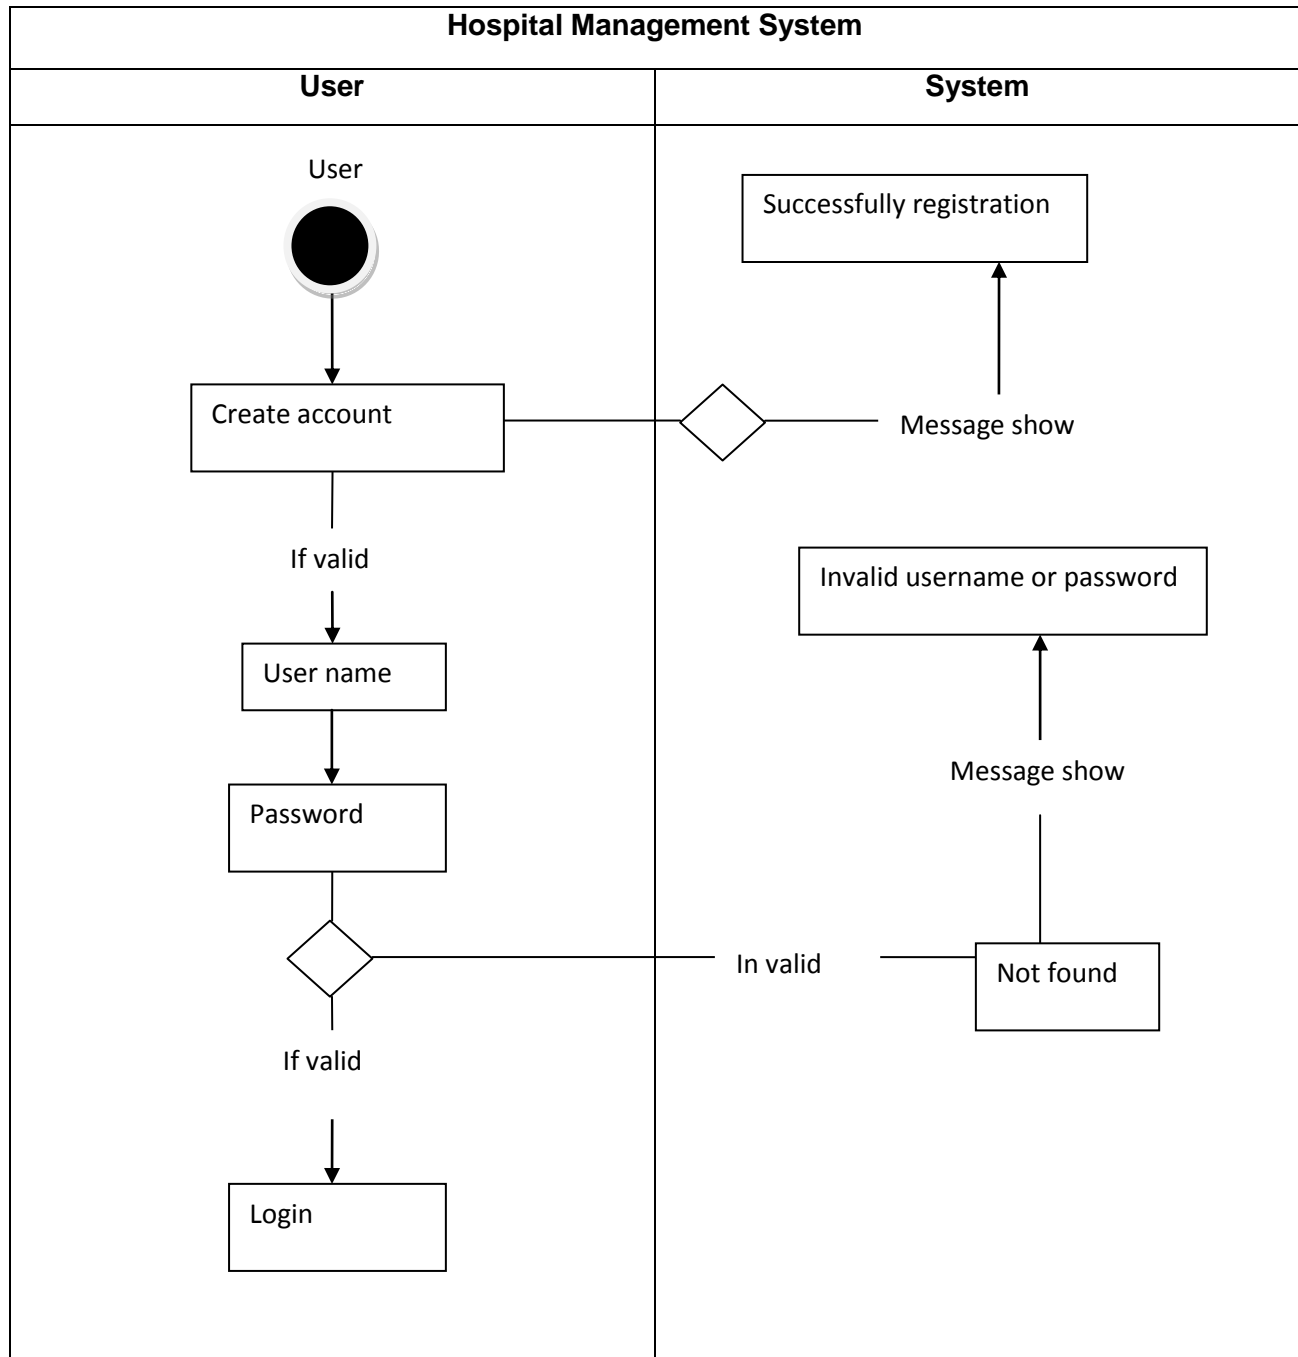 Hospital Management System
User
System
User
Successfully registration
Create account
Message show
If valid
Invalid username or password
User name
Message show
Password
In valid
Not found
If valid
Login